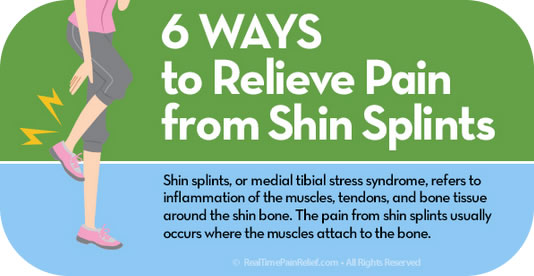 6 WAYS
to Relieve Pain
from Shin Splints
Shin splints, or medial tibial stress syndrome, refers to
inflammation of the muscles, tendons, and bone tissue
around the shin bone. The pain from shin splints usually
occurs where the muscles attach to the bone.
© RealTimePainRelief.com • All Rights Reserved